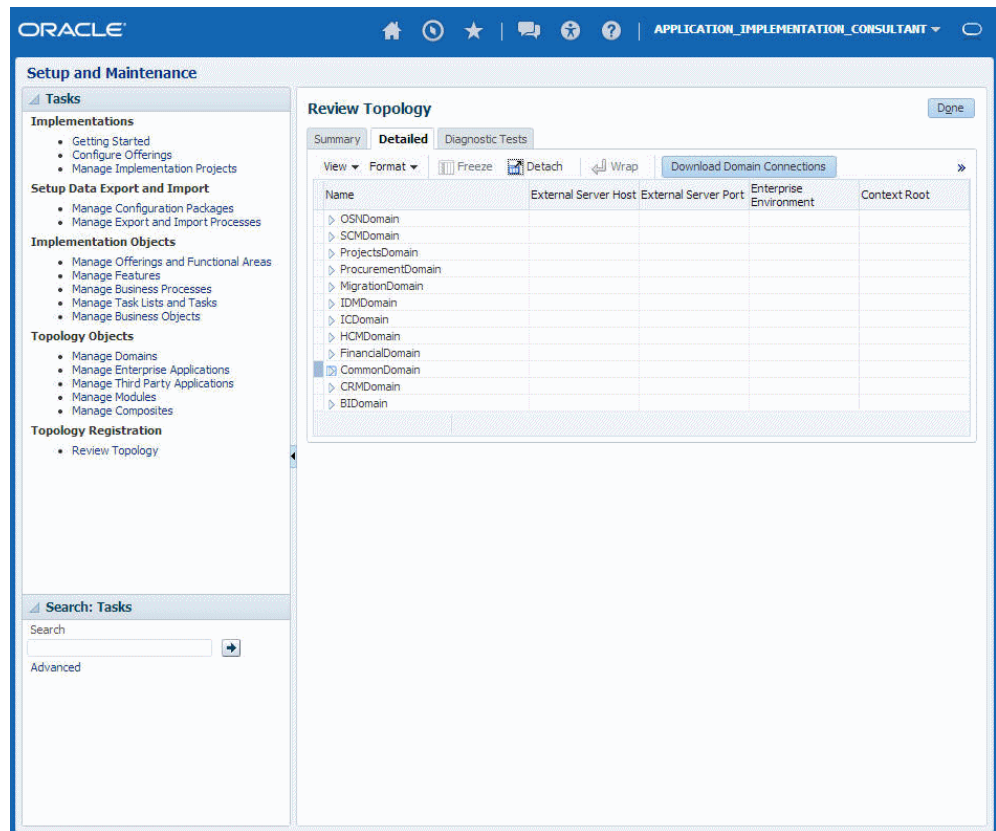 ORACLE
APPLICATION_IMPLEMENTATION_CONSULTANT
Setup and Maintenance
Tasks
Implementations
Getting Started
Configure Offerings
Manage Implementation Projects
Setup Data Export and Import
Manage Configuration Packages
Manage Export and Import Processes
Implementation Objects
Manage Offerings and Functional Areas
Manage Features
Manage Business Processes
Manage Task Lists and Tasks
Manage Business Objects
Topology Objects
Manage Domains
Manage Enterprise Applications
Manage Third Party Applications
Manage Modules
Manage Composites
Topology Registration
Review Topology
Search: Tasks
Search
Advanced
Review Topology
Done
Summary Detailed Diagnostic Tests
View Format Freeze Detach Wrap Download Domain Connections »
Name External Server Host External Server Port Enterprise Environment Context Root
OSNDomain
SCMDomain
ProjectsDomain
ProcurementDomain
MigrationDomain
IDMDomain
ICDomain
HCMDomain
FinancialDomain
CommonDomain
CRMDomain
BIDomain